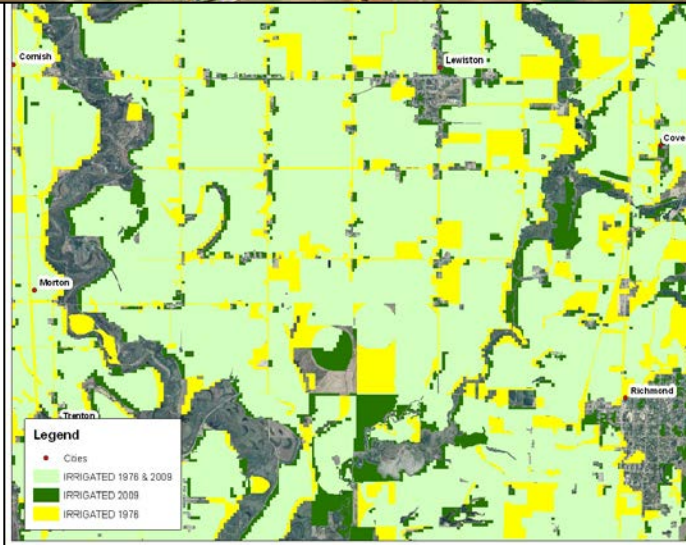 Cornish
Lewiston
Cove
Morton
Richmond
Trenton
Legend
Cities
IRRIGATED 1976 & 2009
IRRIGATED 2009
IRRIGATED 1976